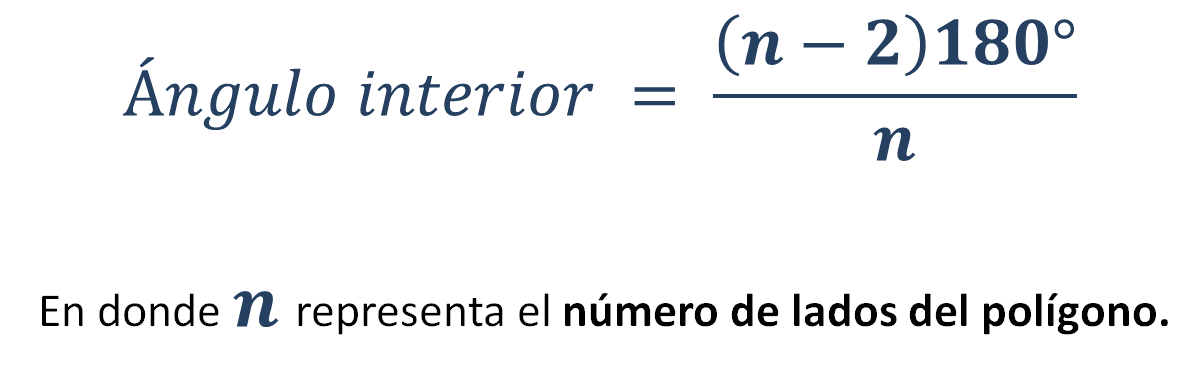 Ángulo interior = (n − 2)180° / n
En donde n representa el número de lados del polígono.